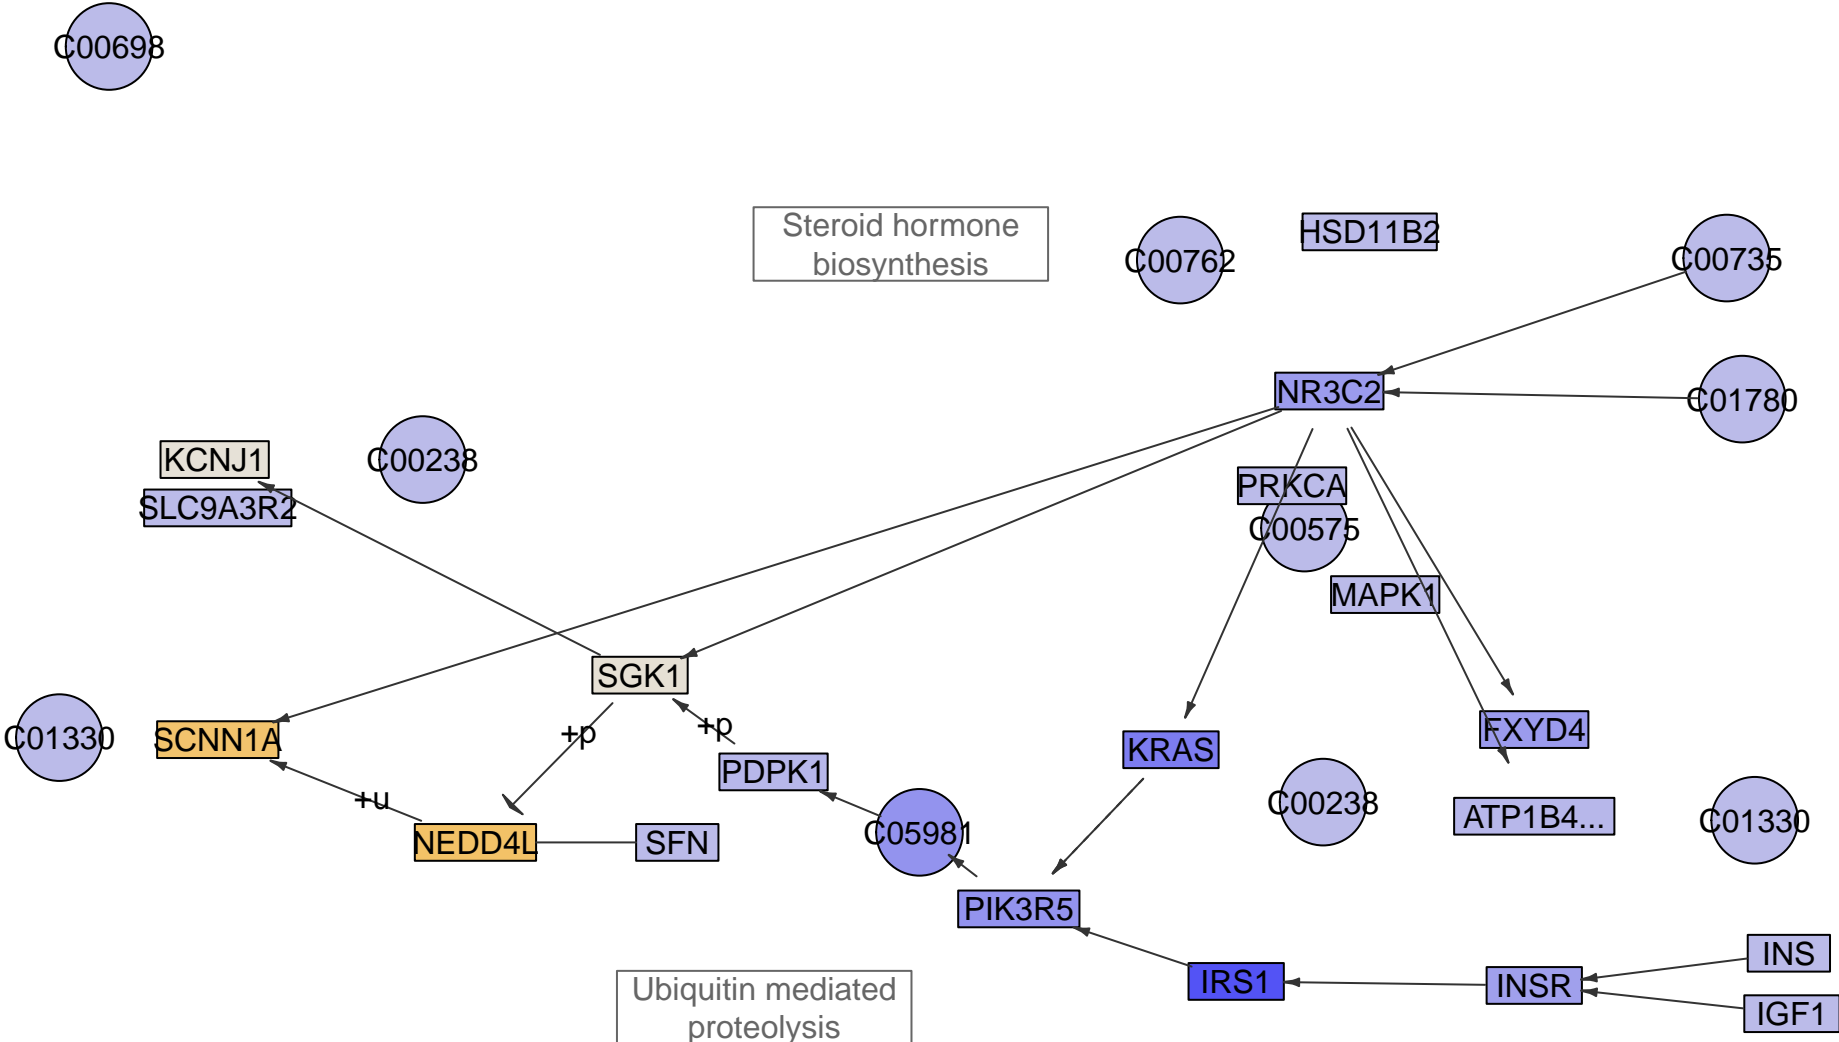 C00698
Steroid hormone
biosynthesis
HSD11B2
C00762
C00735
NR3C2
C01780
KCNJ1
C00238
SLC9A3R2
PRKCA
C00575
MAPK1
SGK1
C01330
SCNN1A
+p
+p
FXYD4
KRAS
PDPK1
+u
C00238
ATP1B4...
C01330
NEDD4L
SFN
C05981
PIK3R5
INS
IRS1
INSR
IGF1
Ubiquitin mediated
proteolysis